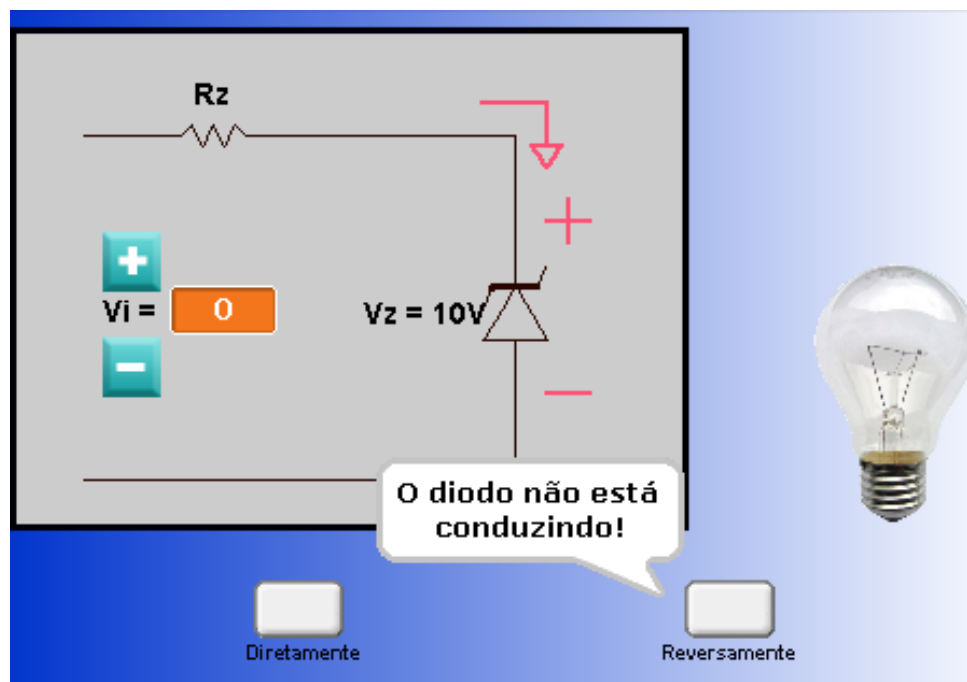 Rz
+
Vi = 0
Vz = 10V
-
O diodo não está
conduzindo!
Diretamente
Reversamente